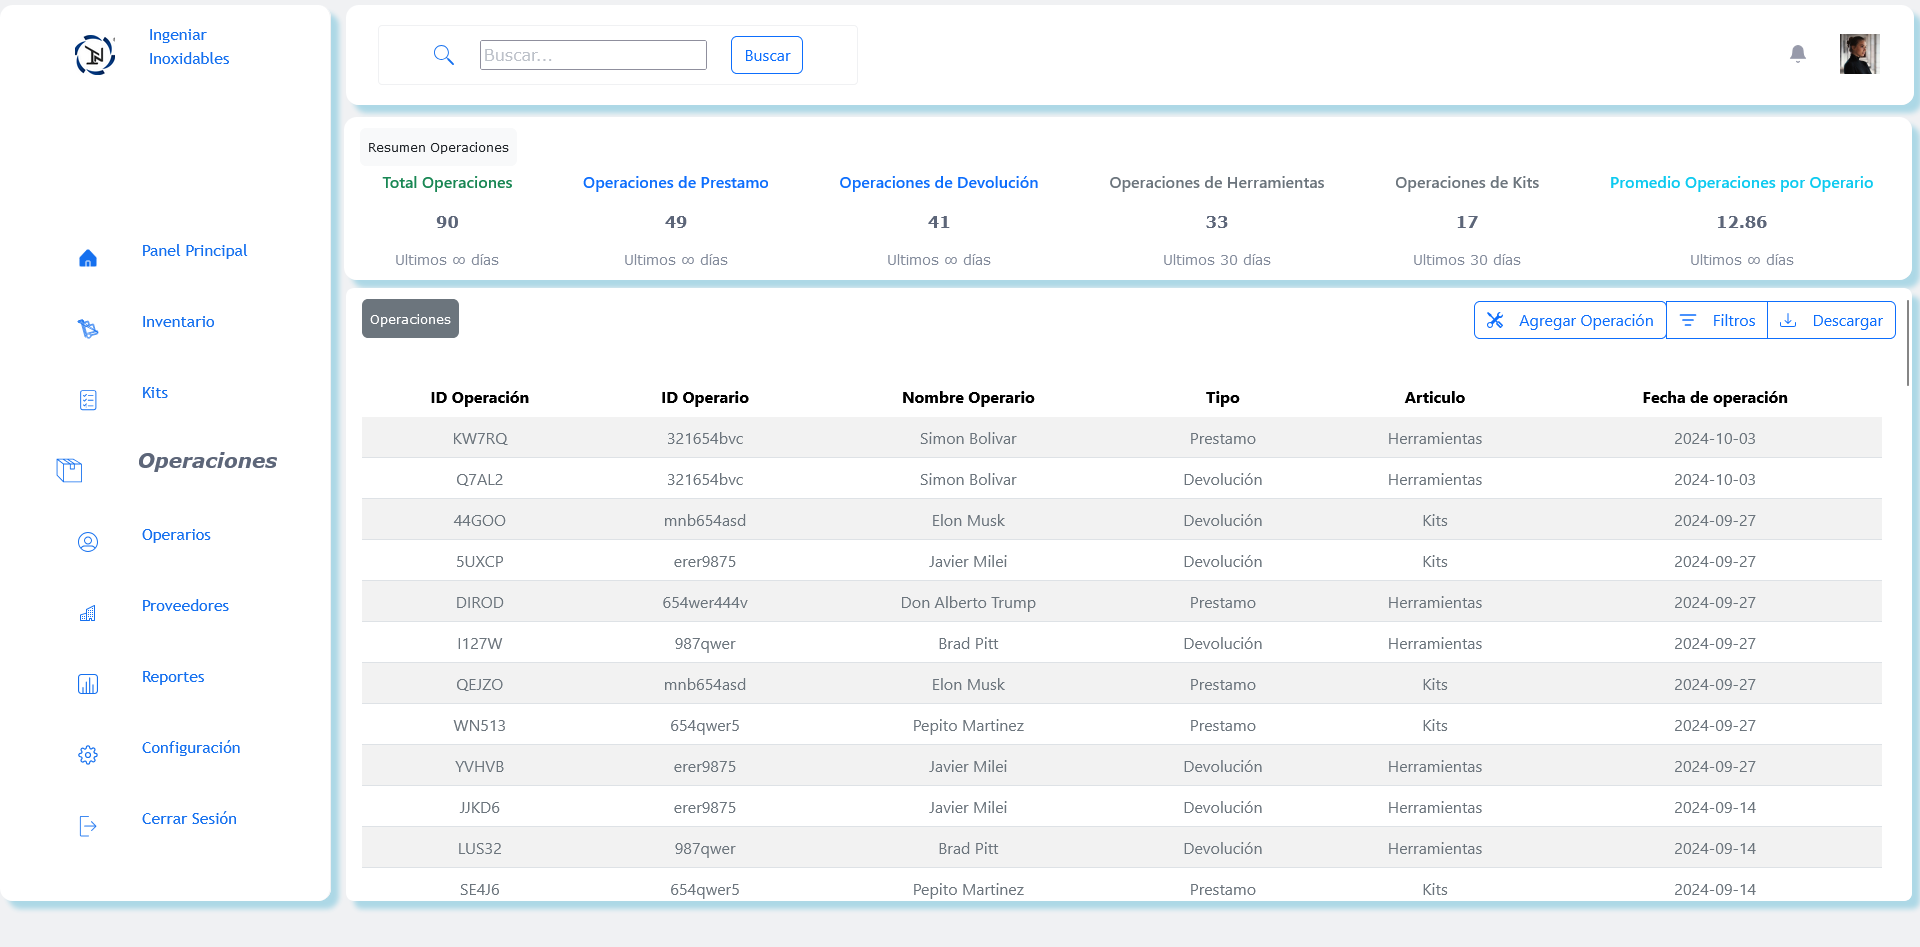 Ingeniar
Inoxidables
Panel Principal
Inventario
Kits
Operaciones
Operarios
Proveedores
Reportes
Configuración
Cerrar Sesión
Buscar...
Buscar
Resumen Operaciones
Total Operaciones
90
Ultimos ∞ días
Operaciones de Prestamo
49
Ultimos ∞ días
Operaciones de Devolución
41
Ultimos ∞ días
Operaciones de Herramientas
33
Ultimos 30 días
Operaciones de Kits
17
Ultimos 30 días
Promedio Operaciones por Operario
12.86
Ultimos ∞ días
Operaciones
Agregar Operación Filtros Descargar
ID Operación ID Operario Nombre Operario Tipo Articulo Fecha de operación
KW7RQ 321654bvc Simon Bolivar Prestamo Herramientas 2024-10-03
Q7AL2 321654bvc Simon Bolivar Devolución Herramientas 2024-10-03
44GOO mnb654asd Elon Musk Devolución Kits 2024-09-27
5UXCP erer9875 Javier Milei Devolución Kits 2024-09-27
DIROD 654wer444v Don Alberto Trump Prestamo Herramientas 2024-09-27
I127W 987qwer Brad Pitt Devolución Herramientas 2024-09-27
QEJZO mnb654asd Elon Musk Prestamo Kits 2024-09-27
WN513 654qwer5 Pepito Martinez Prestamo Kits 2024-09-27
YVHVB erer9875 Javier Milei Devolución Herramientas 2024-09-27
JJKD6 erer9875 Javier Milei Devolución Herramientas 2024-09-14
LUS32 987qwer Brad Pitt Devolución Herramientas 2024-09-14
SE4J6 654qwer5 Pepito Martinez Prestamo Kits 2024-09-14